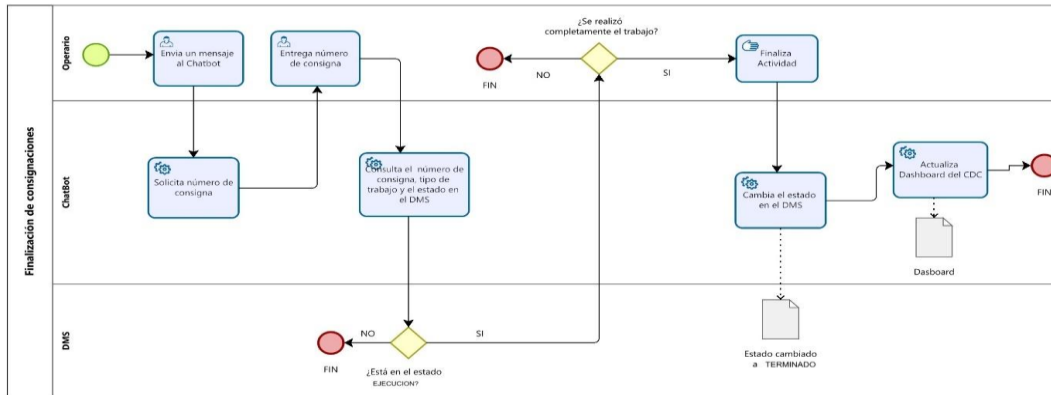 Finalización de consignaciones
Operario
Envia un mensaje
al Chatbot
Entrega número
de consigna
¿Se realizó
completamente el trabajo?
NO
SI
FIN
Finaliza
Actividad
ChatBot
Solicita número de
consigna
Consulta el número de
consigna, tipo de
trabajo y el estado en
el DMS
Cambia el estado
en el DMS
Actualiza
Dashboard del CDC
FIN
Dasboard
DMS
NO
SI
FIN
¿Está en el estado
EJECUCION?
Estado cambiado
a TERMINADO